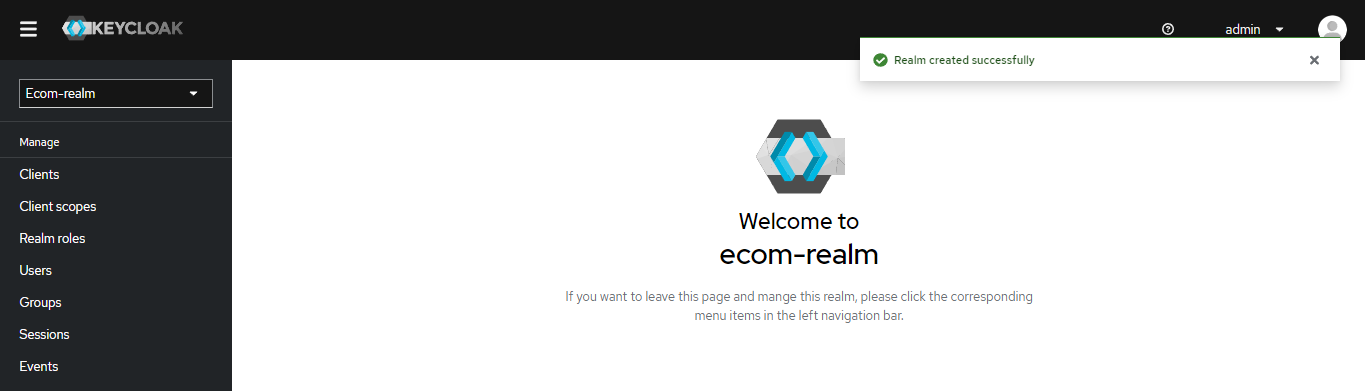 KEYCLOAK
admin
Realm created successfully
Ecom-realm
Manage
Clients
Client scopes
Realm roles
Users
Groups
Sessions
Events
Welcome to
ecom-realm
If you want to leave this page and mange this realm, please click the corresponding
menu items in the left navigation bar.